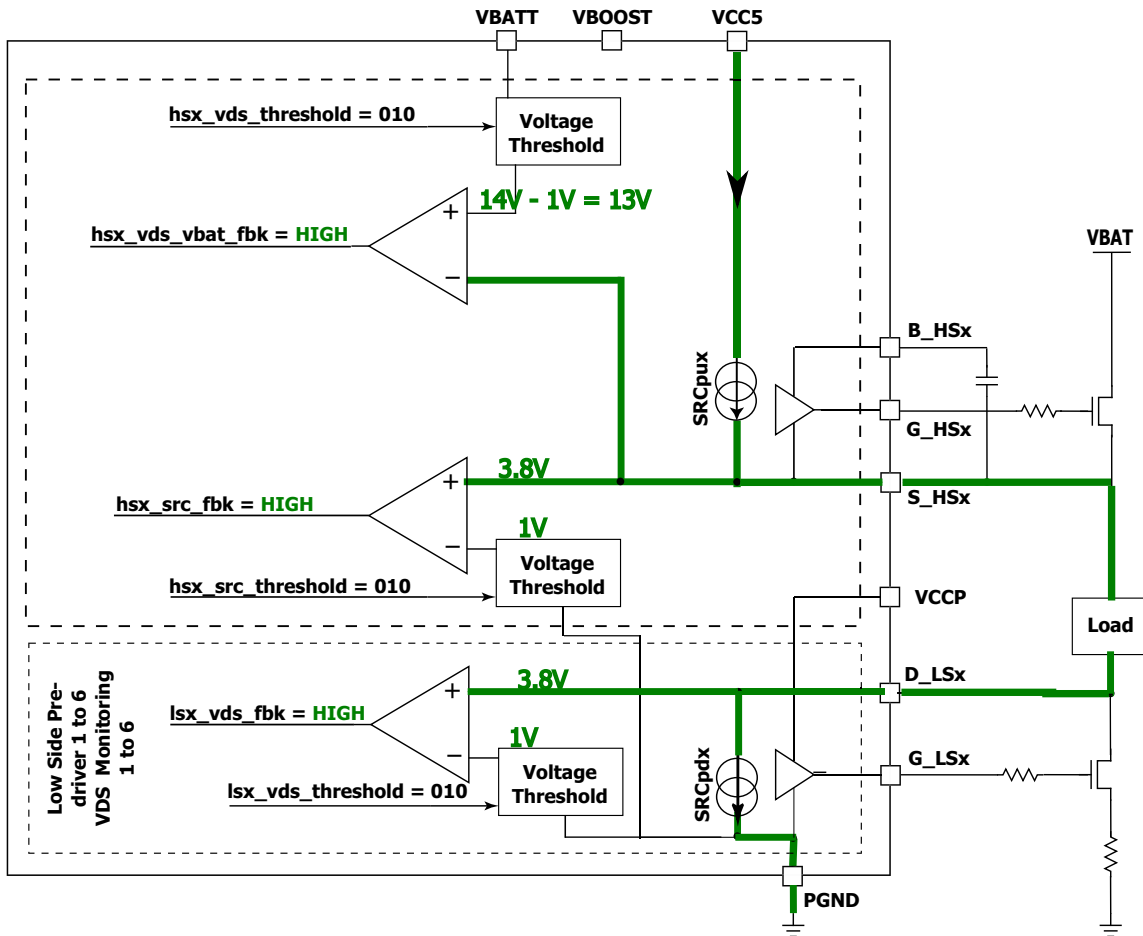 VBATT VBOOST VCC5
hsx_vds_threshold = 010
Voltage
Threshold
14V - 1V = 13V
+
hsx_vds_vbat_fbk = HIGH
−
VBAT
B_HSx
SRCpux
G_HSx
3.8V
+
S_HSx
hsx_src_fbk = HIGH
1V
−
Voltage
Threshold
hsx_src_threshold = 010
VCCP
Load
Low Side Pre-
driver 1 to 6
VDS Monitoring
1 to 6
3.8V
+
D_LSx
lsx_vds_fbk = HIGH
1V
−
Voltage
Threshold
lsx_vds_threshold = 010
SRCpdx
G_LSx
PGND